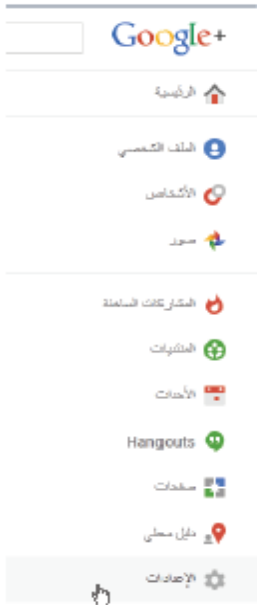 Google+
الرئيسية
الملف الشخصي
الأشخاص
صور
المشاركات الساخنة
المنتديات
الأحداث
Hangouts
صفحات
دليل محلي
الإعدادات